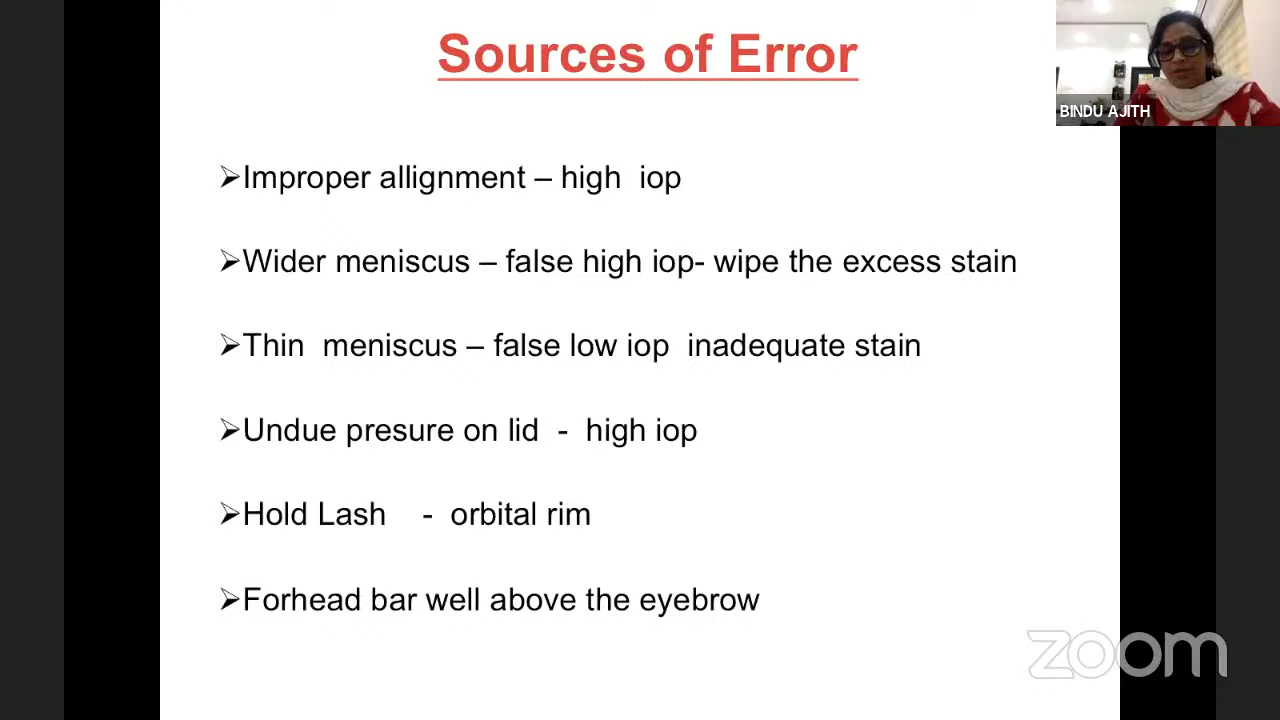 Sources of Error
BINDU AJITH
➢Improper allignment – high iop
➢Wider meniscus – false high iop- wipe the excess stain
➢Thin meniscus – false low iop inadequate stain
➢Undue presure on lid - high iop
➢Hold Lash - orbital rim
➢Forhead bar well above the eyebrow
zoom